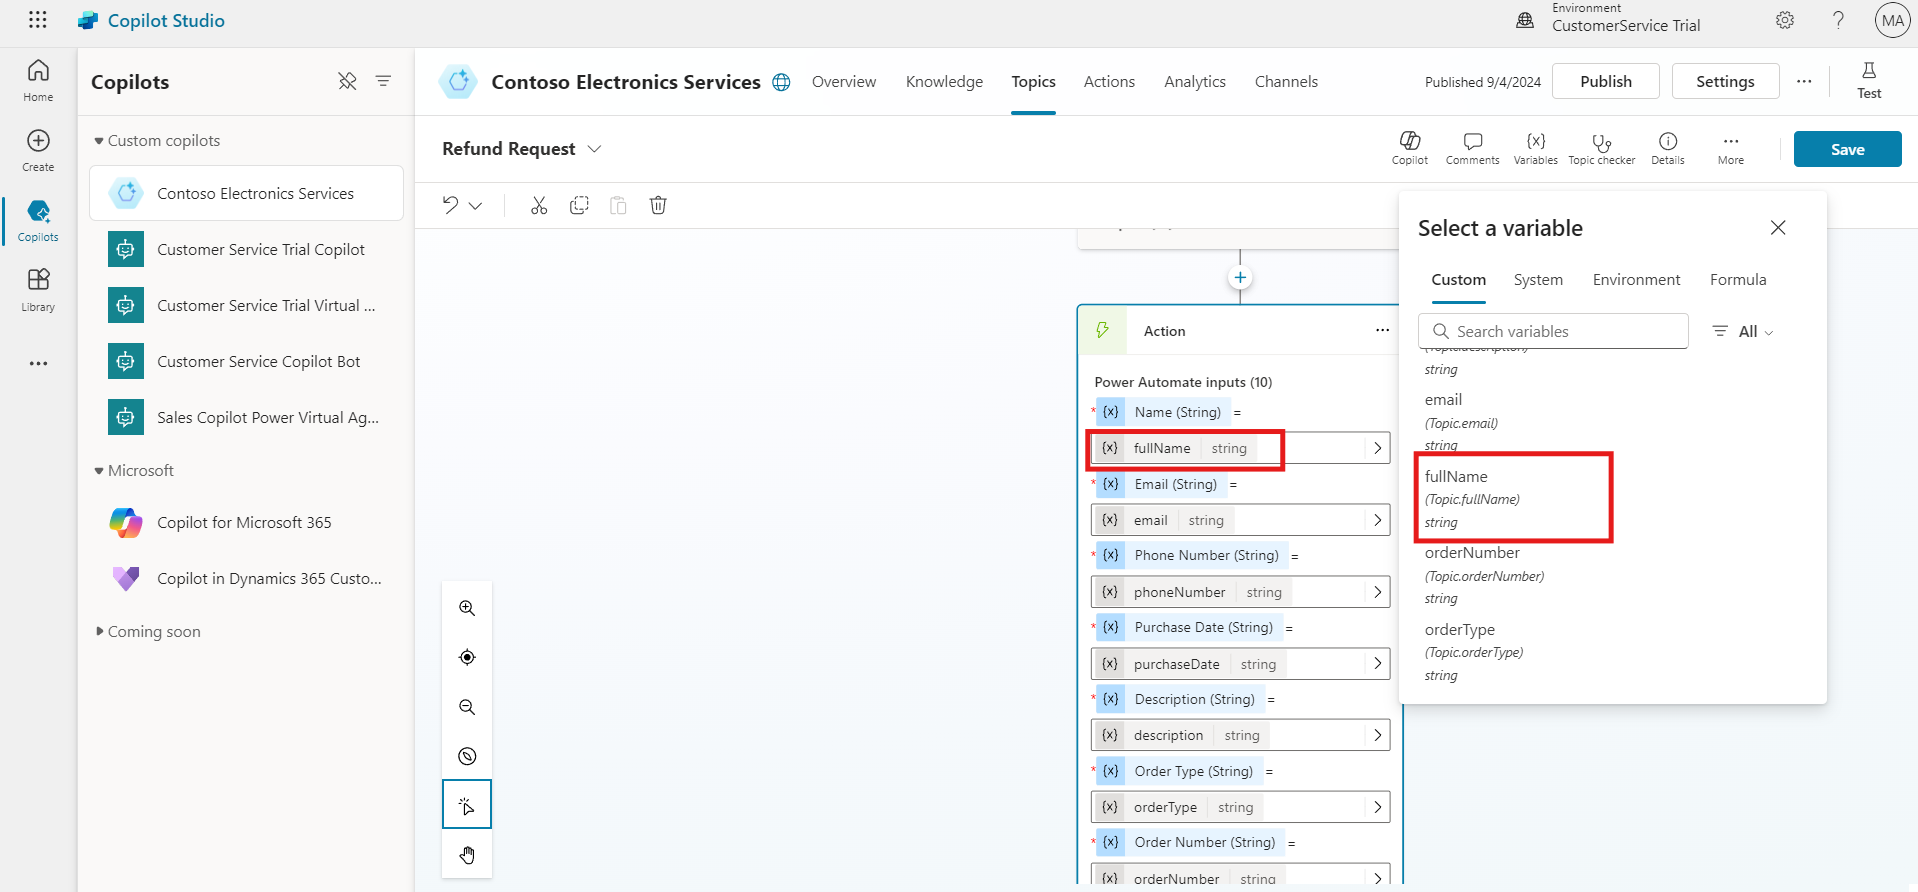 Copilot Studio
Environment
CustomerService Trial
MA
Home
Create
Copilots
Library
Copilots
Custom copilots
Contoso Electronics Services
Customer Service Trial Copilot
Customer Service Trial Virtual ...
Customer Service Copilot Bot
Sales Copilot Power Virtual Ag...
Microsoft
Copilot for Microsoft 365
Copilot in Dynamics 365 Custo...
Coming soon
Contoso Electronics Services
Overview
Knowledge
Topics
Actions
Analytics
Channels
Published 9/4/2024
Publish
Settings
Test
Refund Request
Copilot
Comments
Variables
Topic checker
Details
More
Save
Action
Power Automate inputs (10)
* {x} Name (String) =
{x} fullName string
* {x} Email (String) =
{x} email string
* {x} Phone Number (String) =
{x} phoneNumber string
* {x} Purchase Date (String) =
{x} purchaseDate string
* {x} Description (String) =
{x} description string
* {x} Order Type (String) =
{x} orderType string
* {x} Order Number (String) =
{x} orderNumber string
Select a variable
Custom
System
Environment
Formula
Search variables
All
(Topic.description)
string
email
(Topic.email)
string
fullName
(Topic.fullName)
string
orderNumber
(Topic.orderNumber)
string
orderType
(Topic.orderType)
string